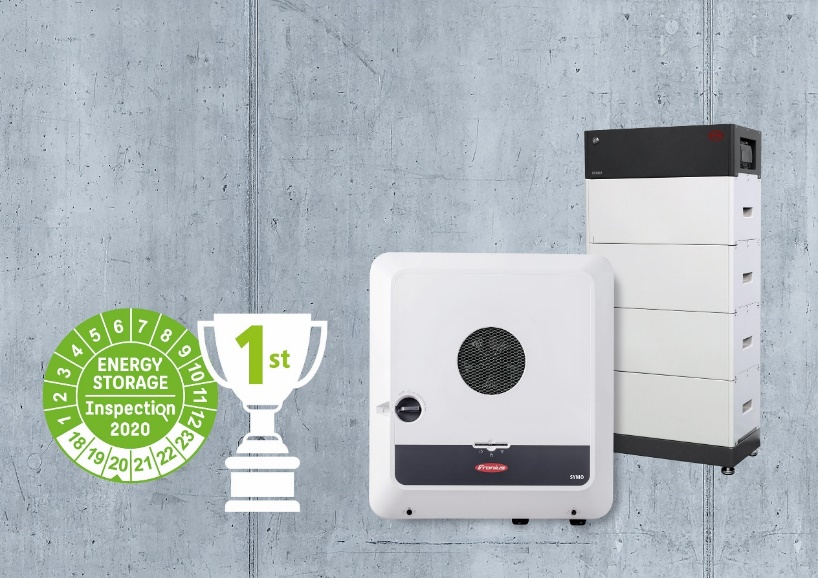 1 2 3 4 5 6 7 8 9 10 11 12
ENERGY
STORAGE
Inspection
2020
18 19 20 21 22 23
1st
Fronius
SYMO